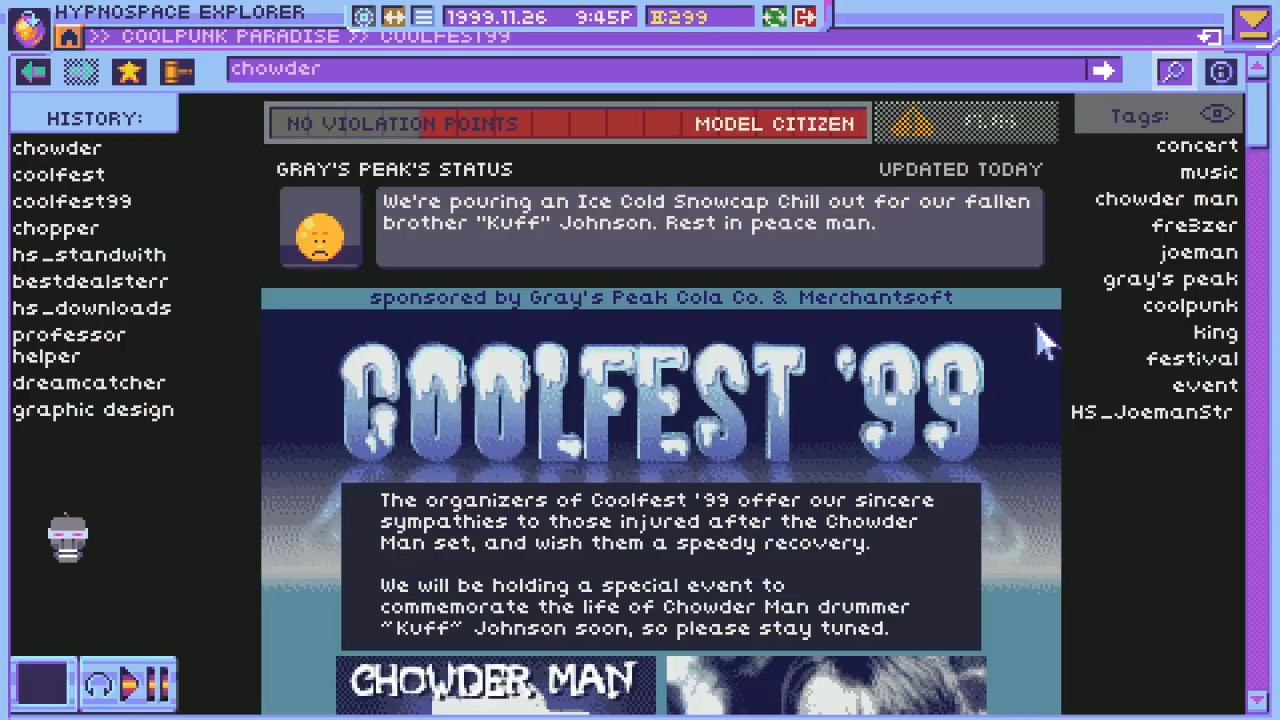 HYPNOSPACE EXPLORER
1999.11.26 9:45P
299
>> COOLPUNK PARADISE >> COOLFEST99
chowder
HISTORY:
chowder
coolfest
coolfest99
chopper
hs_standwith
bestdealsterr
hs_downloads
professor
helper
dreamcatcher
graphic design
NO VIOLATION POINTS
MODEL CITIZEN
FLAG
GRAY'S PEAK'S STATUS
UPDATED TODAY
We're pouring an Ice Cold Snowcap Chill out for our fallen
brother "Kuff" Johnson. Rest in peace man.
sponsored by Gray's Peak Cola Co. & Merchantsoft
COOLFEST '99
The organizers of Coolfest '99 offer our sincere
sympathies to those injured after the Chowder
Man set, and wish them a speedy recovery.
We will be holding a special event to
commemorate the life of Chowder Man drummer
"Kuff" Johnson soon, so please stay tuned.
CHOWDER MAN
Tags:
concert
music
chowder man
fre3zer
joeman
gray's peak
coolpunk
king
festival
event
HS_JoemanStr